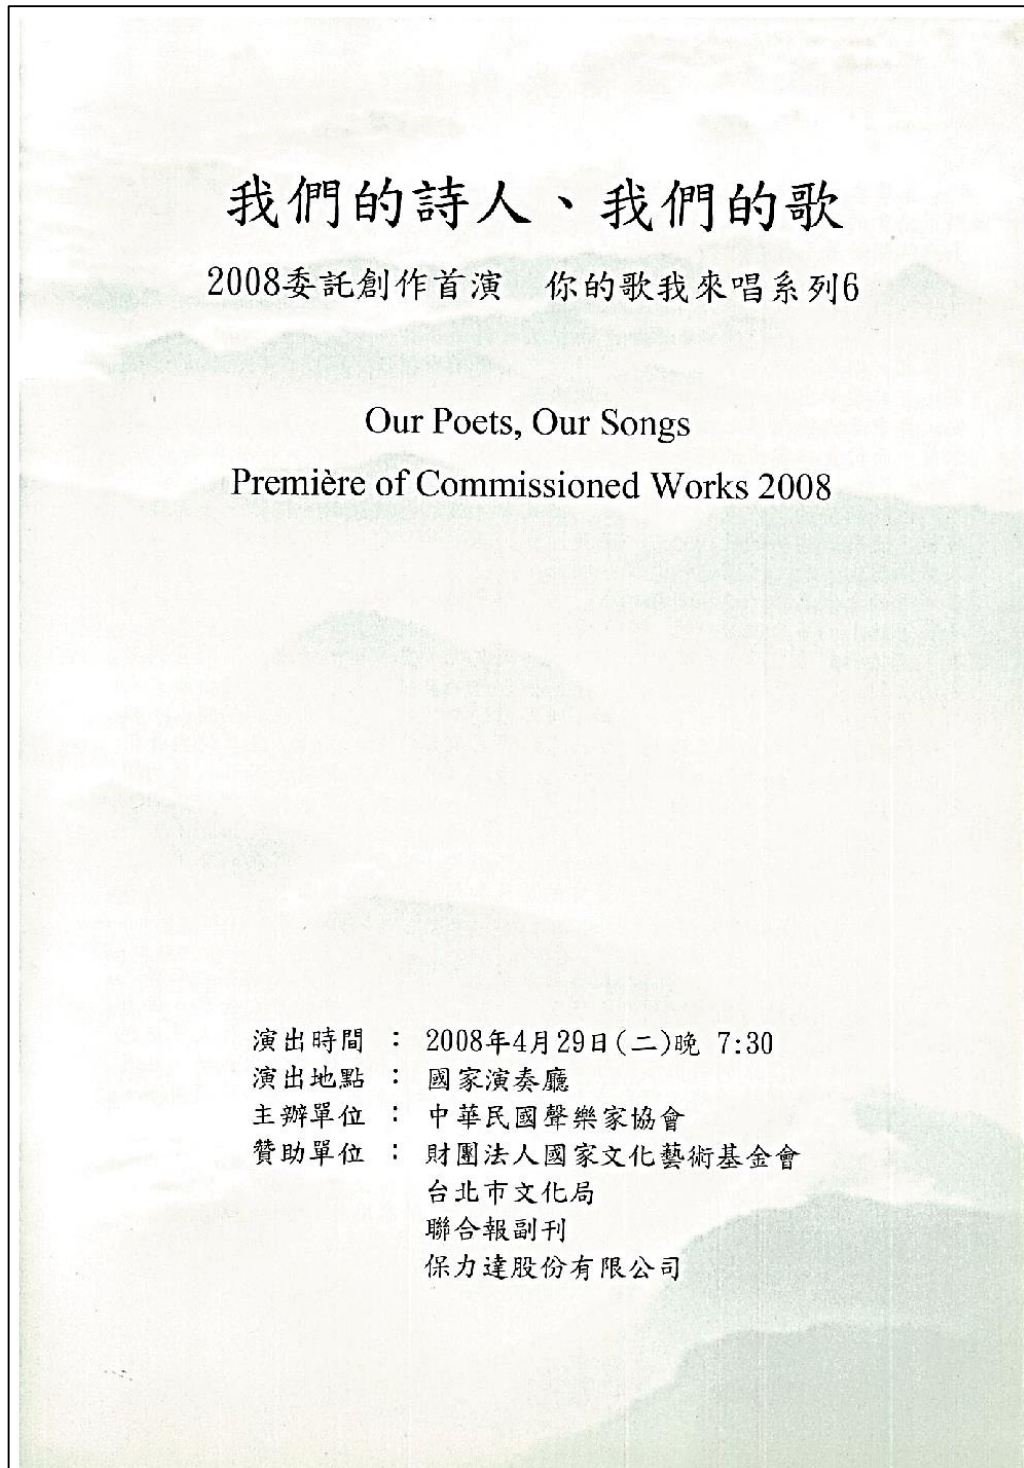 我們的詩人、我們的歌
2008委託創作首演　你的歌我來唱系列6
Our Poets, Our Songs
Première of Commissioned Works 2008
演出時間 ： 2008年4月29日(二)晚 7:30
演出地點 ： 國家演奏廳
主辦單位 ： 中華民國聲樂家協會
贊助單位 ： 財團法人國家文化藝術基金會
台北市文化局
聯合報副刊
保力達股份有限公司